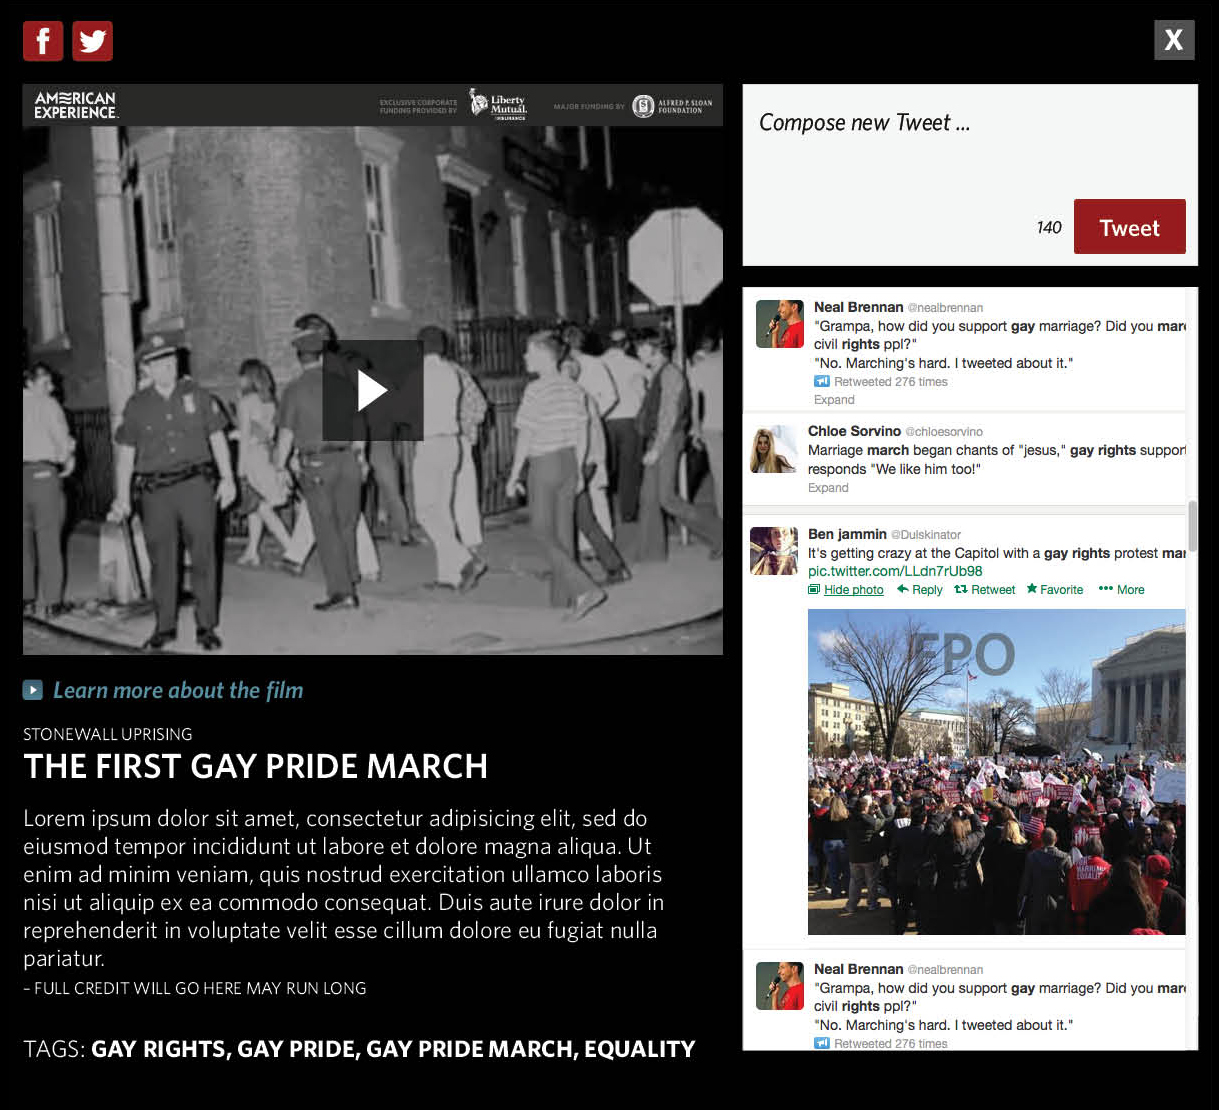 f
X
AMERICAN
EXPERIENCE
EXCLUSIVE CORPORATE
FUNDING PROVIDED BY
Liberty
Mutual.
INSURANCE
MAJOR FUNDING BY
S
ALFRED P. SLOAN
FOUNDATION
Learn more about the film
STONEWALL UPRISING
THE FIRST GAY PRIDE MARCH
Lorem ipsum dolor sit amet, consectetur adipisicing elit, sed do
eiusmod tempor incididunt ut labore et dolore magna aliqua. Ut
enim ad minim veniam, quis nostrud exercitation ullamco laboris
nisi ut aliquip ex ea commodo consequat. Duis aute irure dolor in
reprehenderit in voluptate velit esse cillum dolore eu fugiat nulla
pariatur.
– FULL CREDIT WILL GO HERE MAY RUN LONG
TAGS: GAY RIGHTS, GAY PRIDE, GAY PRIDE MARCH, EQUALITY
Compose new Tweet ...
140
Tweet
Neal Brennan @nealbrennan
"Grampa, how did you support gay marriage? Did you marc
civil rights ppl?"
"No. Marching's hard. I tweeted about it."
Retweeted 276 times
Expand
Chloe Sorvino @chloesorvino
Marriage march began chants of "jesus," gay rights support
responds "We like him too!"
Expand
Ben jammin @Dulskinator
It's getting crazy at the Capitol with a gay rights protest mar
pic.twitter.com/LLdn7rUb98
Hide photo Reply Retweet Favorite ••• More
FPO
Neal Brennan @nealbrennan
"Grampa, how did you support gay marriage? Did you marc
civil rights ppl?"
"No. Marching's hard. I tweeted about it."
Retweeted 276 times